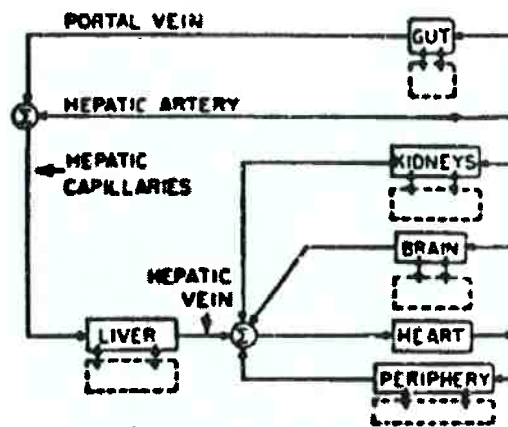 PORTAL VEIN
GUT
Σ
HEPATIC ARTERY
HEPATIC
CAPILLARIES
KIDNEYS
BRAIN
HEPATIC
VEIN
LIVER
Σ
HEART
PERIPHERY